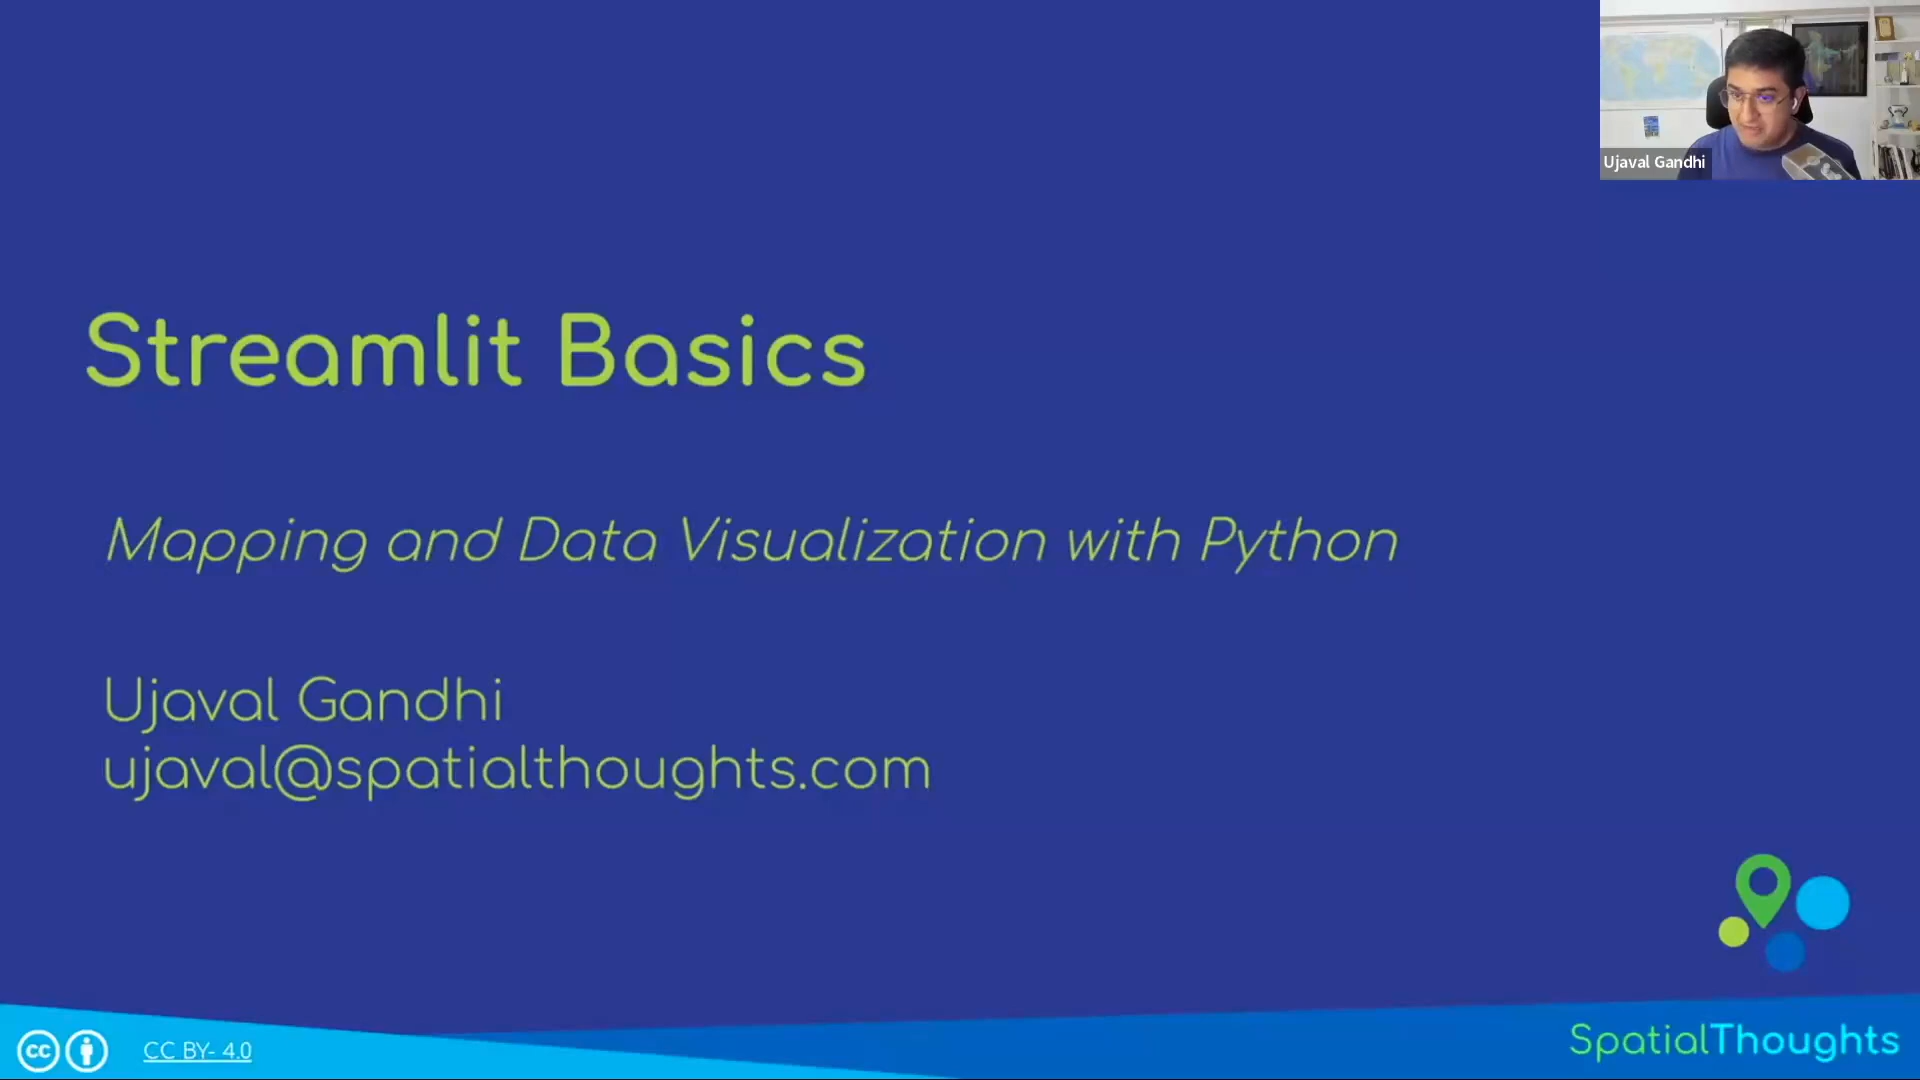 Ujaval Gandhi
Streamlit Basics
Mapping and Data Visualization with Python
Ujaval Gandhi
ujaval@spatialthoughts.com
cc
CC BY- 4.0
SpatialThoughts